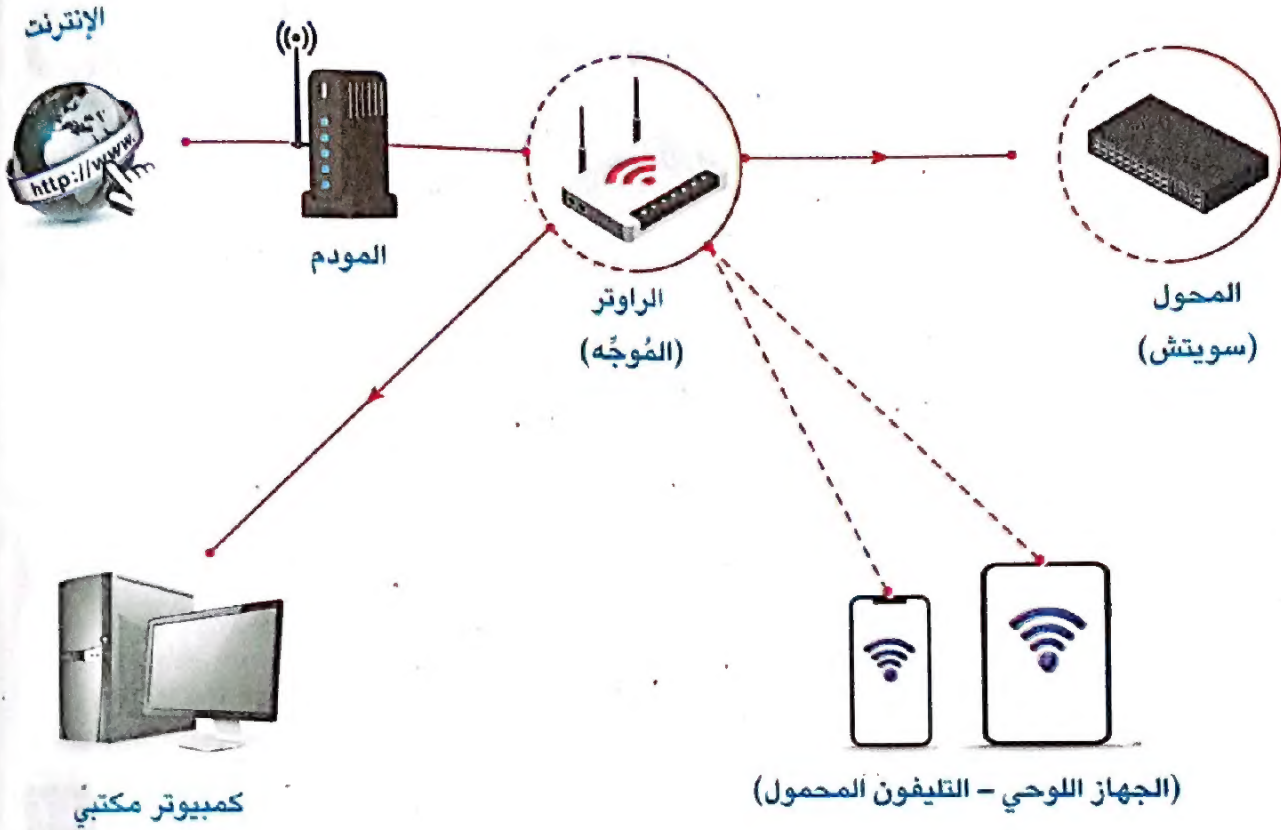 الإنترنت
http://www.
المودم
الراوتر
(المُوجِّه)
المحول
(سويتش)
كمبيوتر مكتبي
(الجهاز اللوحي – التليفون المحمول)